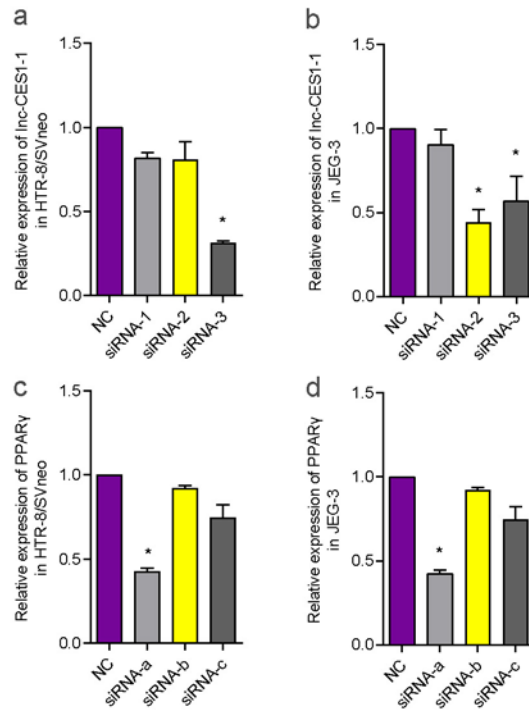 a
Relative expression of lnc-CES1-1
in HTR-8/SVneo
1.5
1.0
0.5
0.0
*
NC
siRNA-1
siRNA-2
siRNA-3
b
Relative expression of lnc-CES1-1
in JEG-3
1.5
1.0
0.5
0.0
*
*
NC
siRNA-1
siRNA-2
siRNA-3
c
Relative expression of PPARγ
in HTR-8/SVneo
1.5
1.0
0.5
0.0
*
NC
siRNA-a
siRNA-b
siRNA-c
d
Relative expression of PPARγ
in JEG-3
1.5
1.0
0.5
0.0
*
NC
siRNA-a
siRNA-b
siRNA-c